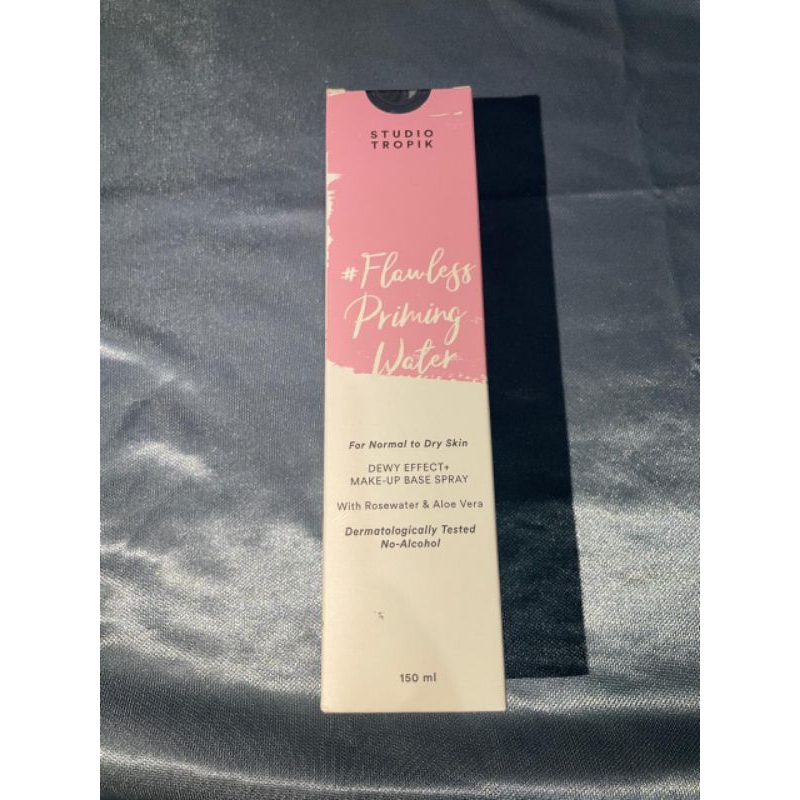 STUDIO
TROPIK
#Flawless
Priming
Water
For Normal to Dry Skin
DEWY EFFECT+
MAKE-UP BASE SPRAY
With Rosewater & Aloe Vera
Dermatologically Tested
No-Alcohol
150 ml